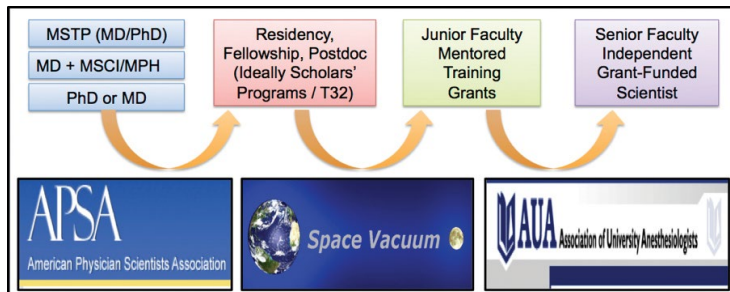 MSTP (MD/PhD)
MD + MSCI/MPH
PhD or MD
Residency,
Fellowship, Postdoc
(Ideally Scholars’
Programs / T32)
Junior Faculty
Mentored
Training
Grants
Senior Faculty
Independent
Grant-Funded
Scientist
APSA
American Physician Scientists Association
Space Vacuum
AUA Association of University Anesthesiologists